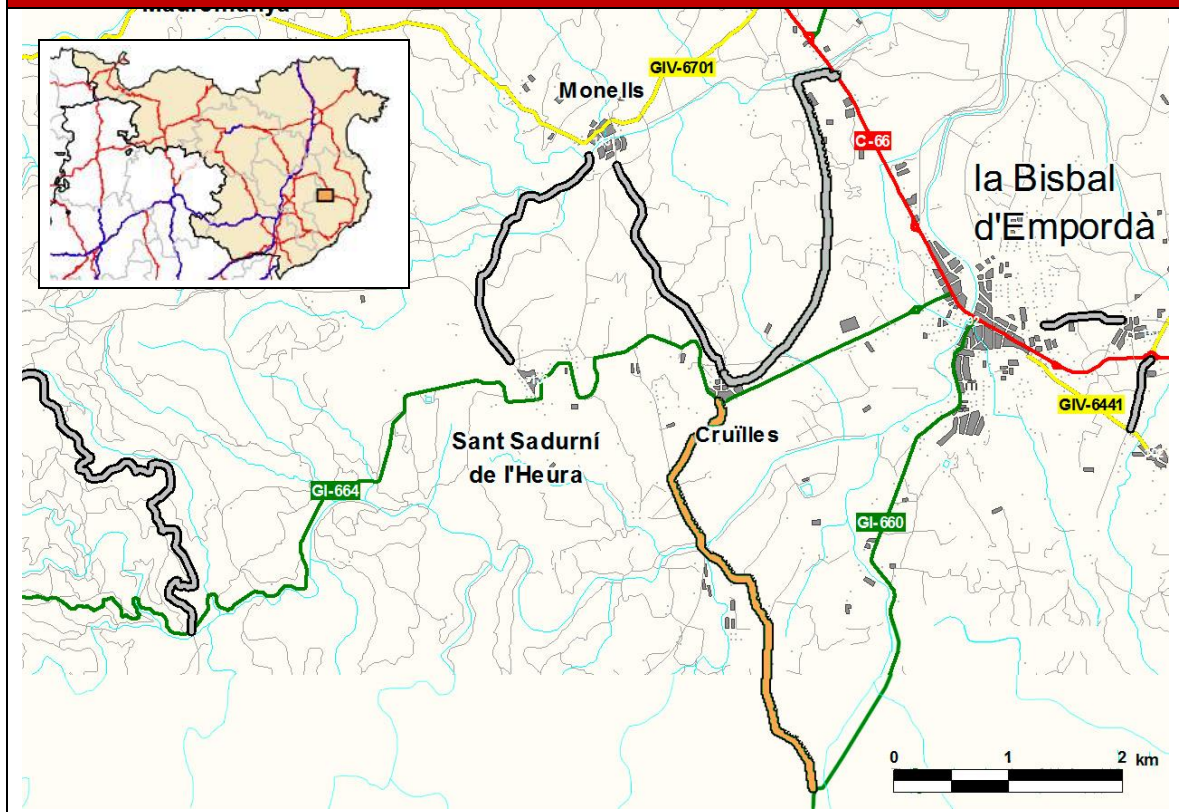 Monells
GIV-6701
C-66
la Bisbal
d'Empordà
GIV-6441
Cruïlles
Sant Sadurní
de l'Heura
GI-664
GI-660
0 1 2 km